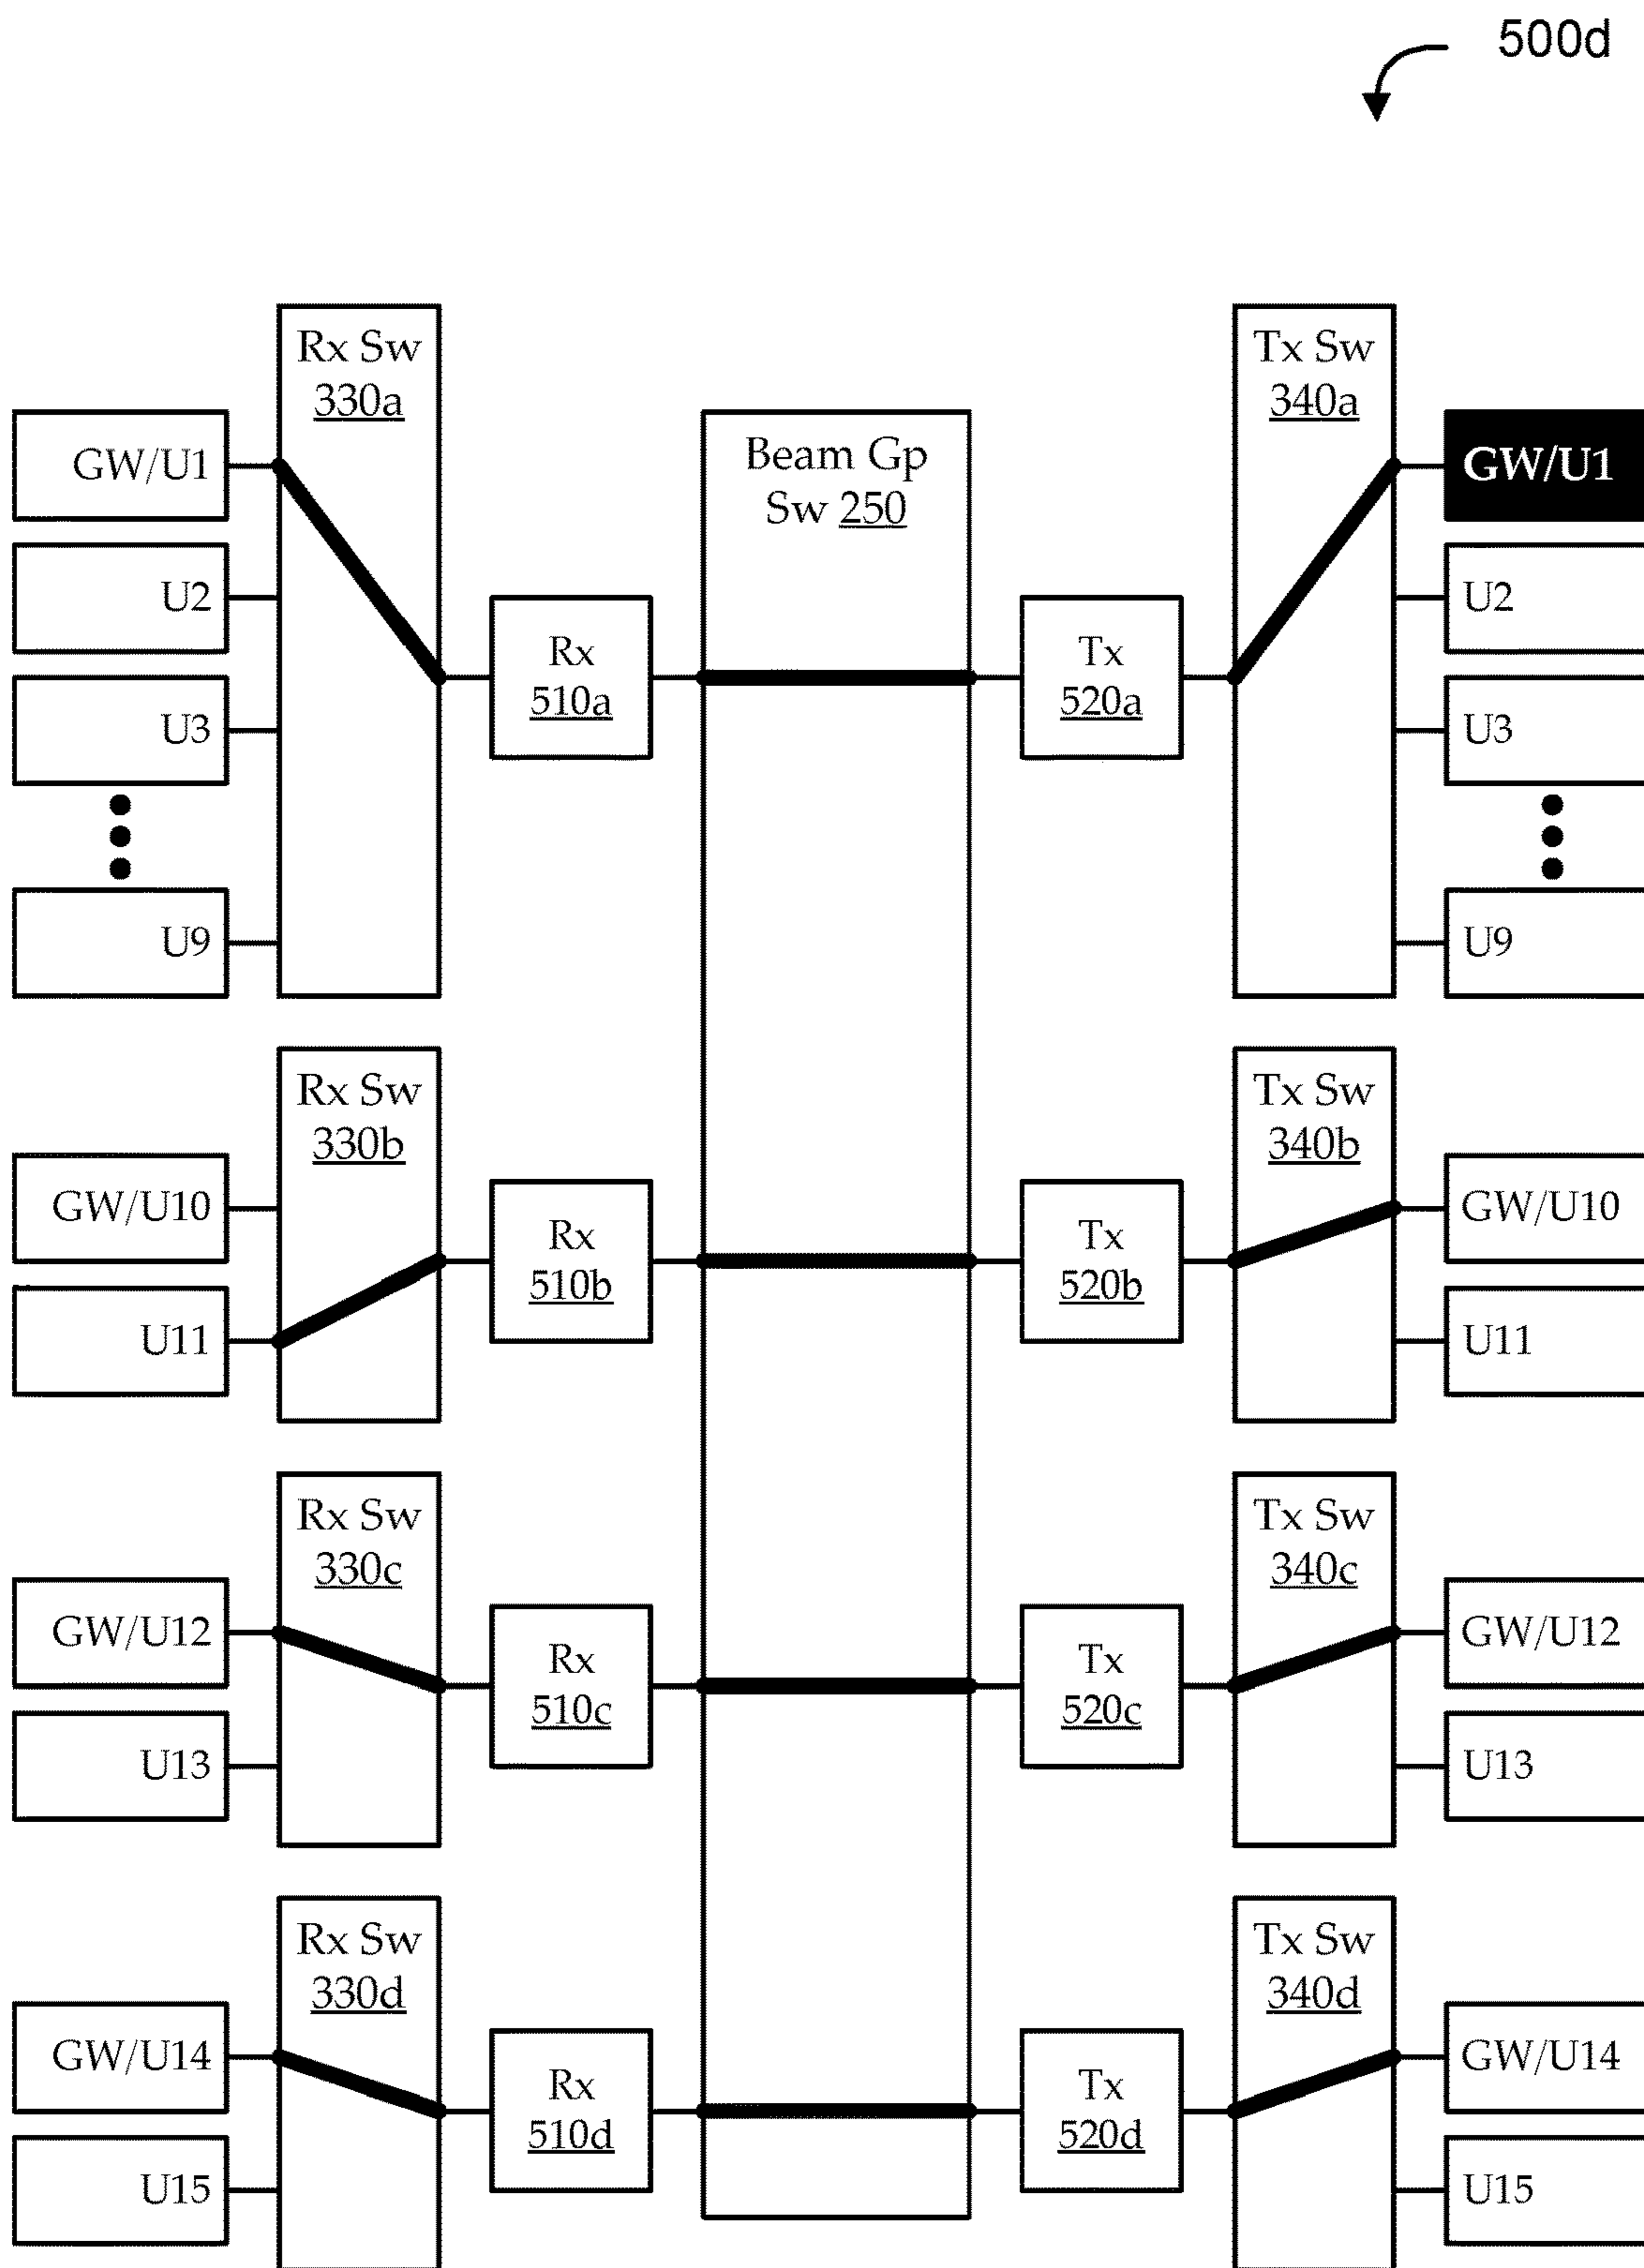 500d
Rx Sw
330a
Tx Sw
340a
GW/U1
Beam Gp
Sw 250
GW/U1
U2
U2
Rx
510a
Tx
520a
U3
U3
U9
U9
Rx Sw
330b
Tx Sw
340b
GW/U10
Rx
510b
Tx
520b
GW/U10
U11
U11
Rx Sw
330c
Tx Sw
340c
GW/U12
Rx
510c
Tx
520c
GW/U12
U13
U13
Rx Sw
330d
Tx Sw
340d
GW/U14
Rx
510d
Tx
520d
GW/U14
U15
U15